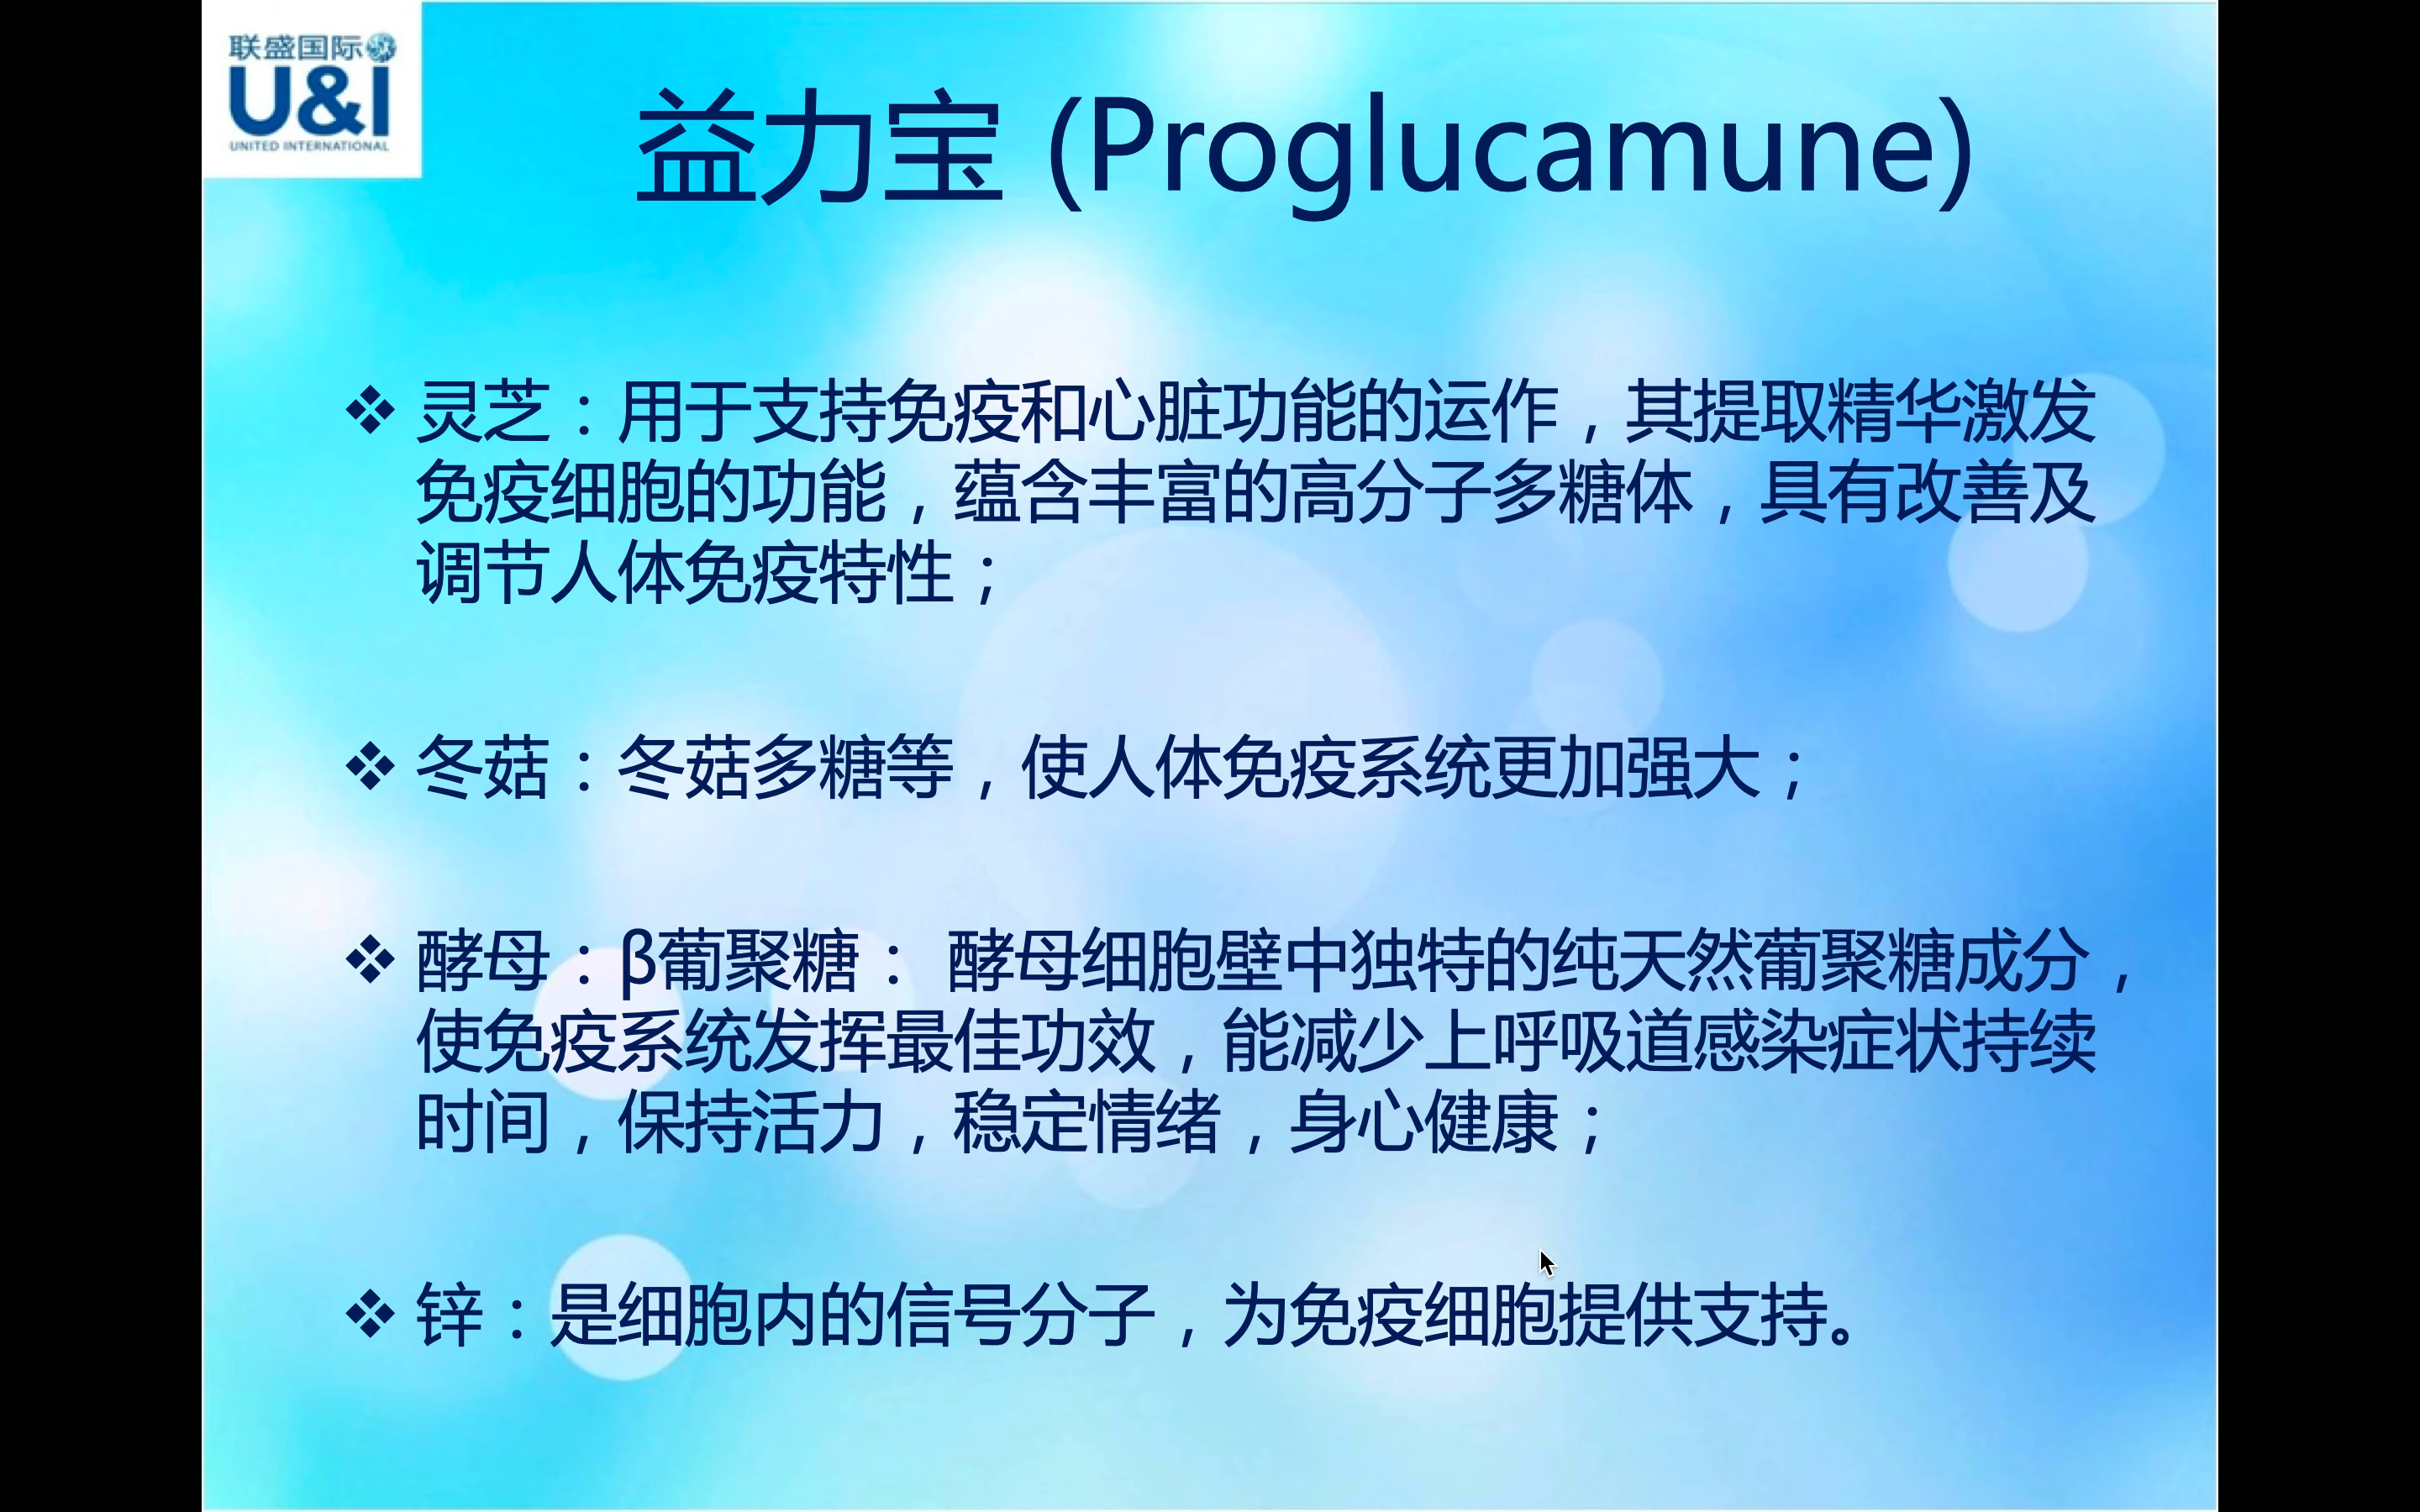 联盛国际
U&I
UNITED INTERNATIONAL
益力宝 (Proglucamune)
❖ 灵芝：用于支持免疫和心脏功能的运作，其提取精华激发
免疫细胞的功能，蕴含丰富的高分子多糖体，具有改善及
调节人体免疫特性；
❖ 冬菇：冬菇多糖等，使人体免疫系统更加强大；
❖ 酵母：β葡聚糖： 酵母细胞壁中独特的纯天然葡聚糖成分，
使免疫系统发挥最佳功效，能减少上呼吸道感染症状持续
时间，保持活力，稳定情绪，身心健康；
❖ 锌：是细胞内的信号分子，为免疫细胞提供支持。